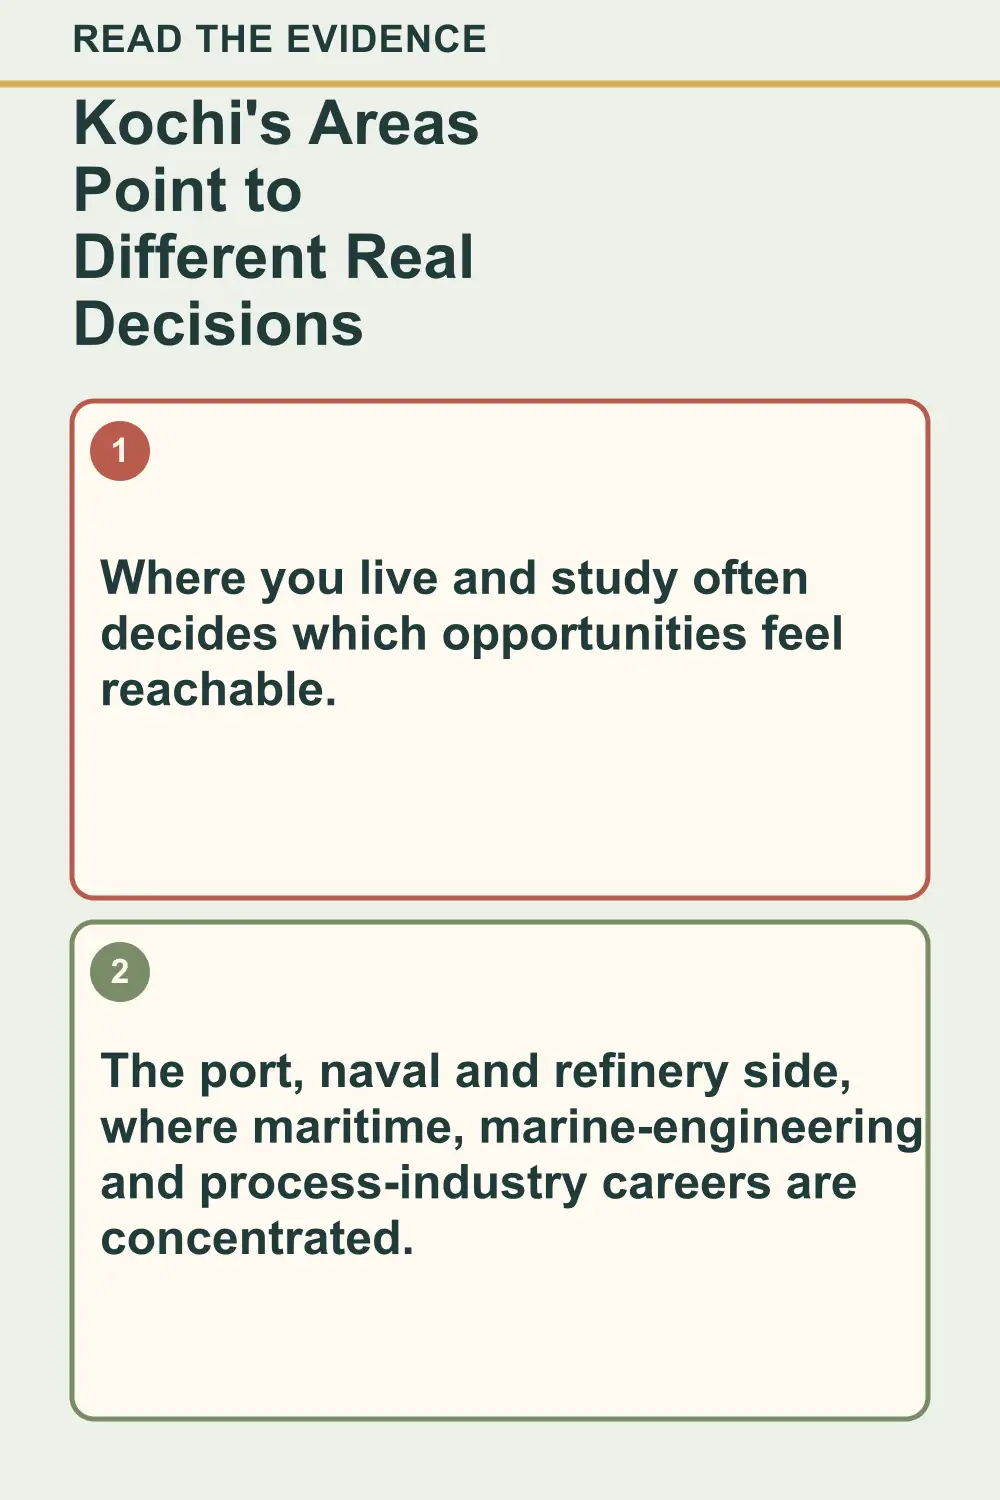 READ THE EVIDENCE
Kochi's Areas
Point to
Different Real
Decisions
1
Where you live and study often
decides which opportunities feel
reachable.
2
The port, naval and refinery side,
where maritime, marine-engineering
and process-industry careers are
concentrated.